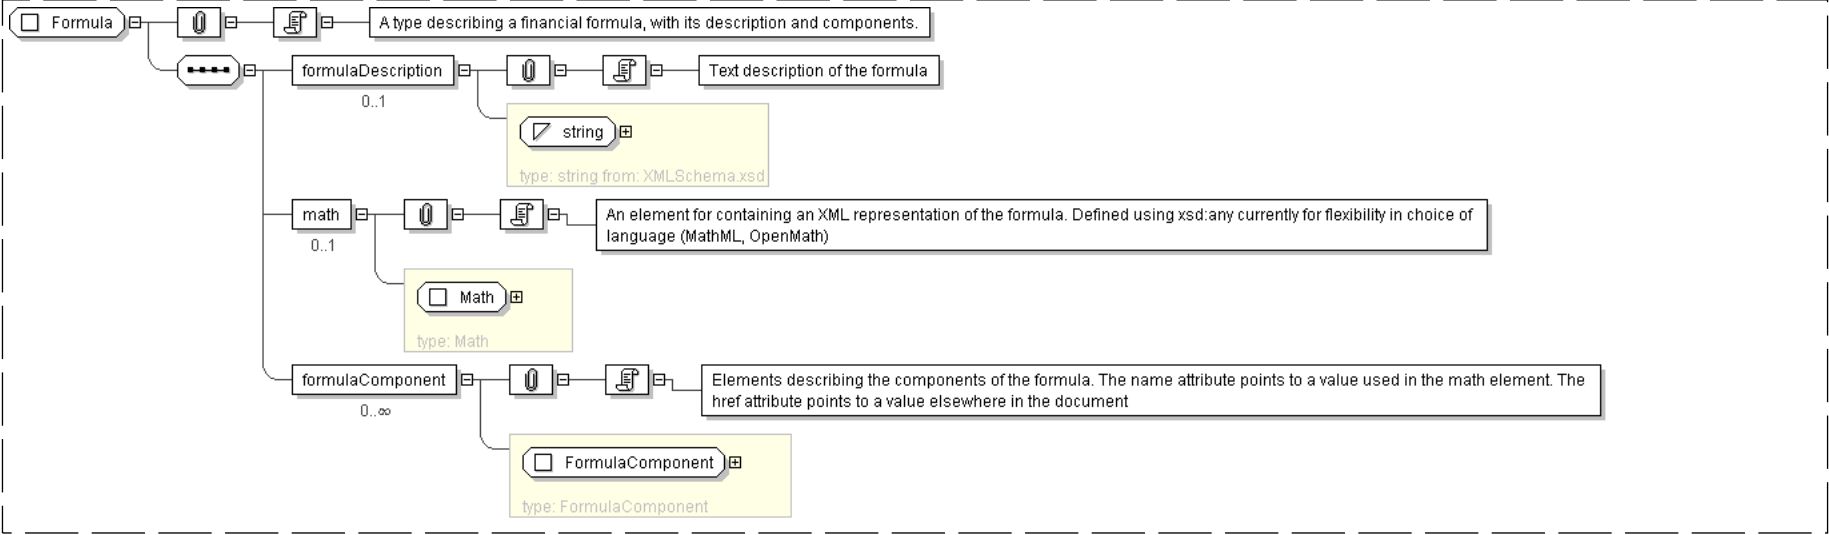 Formula
A type describing a financial formula, with its description and components.
formulaDescription
Text description of the formula
0..1
string
type: string from: XMLSchema.xsd
math
An element for containing an XML representation of the formula. Defined using xsd:any currently for flexibility in choice of
language (MathML, OpenMath)
0..1
Math
type: Math
formulaComponent
Elements describing the components of the formula. The name attribute points to a value used in the math element. The
href attribute points to a value elsewhere in the document
0..∞
FormulaComponent
type: FormulaComponent